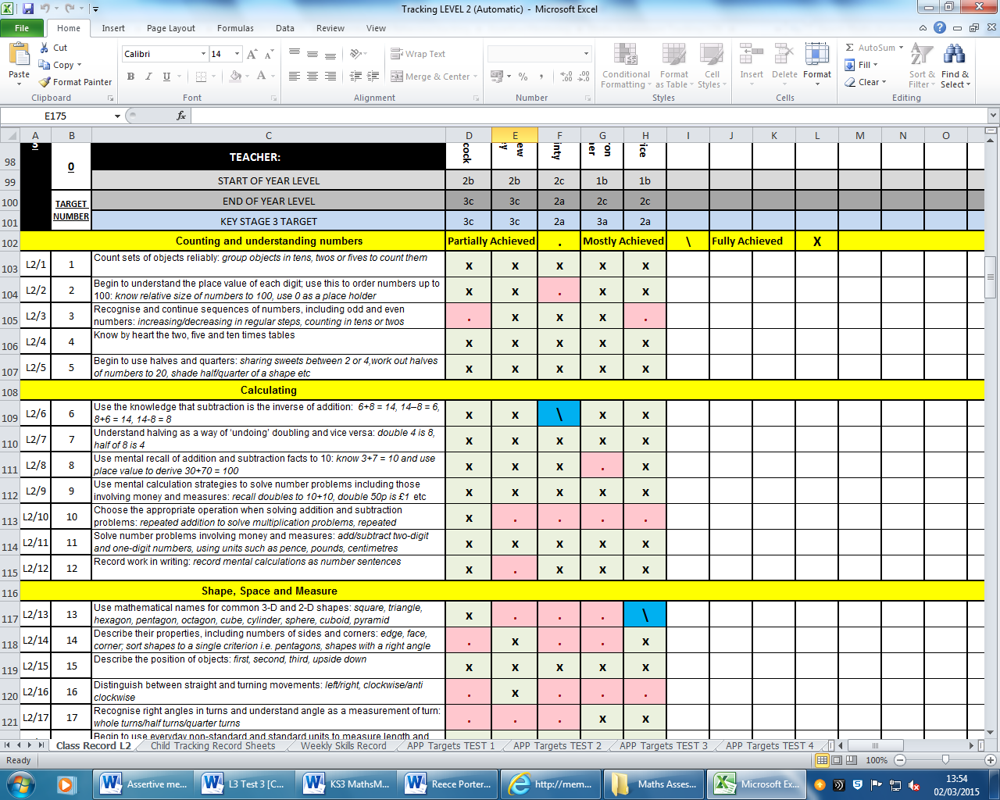 Tracking LEVEL 2 (Automatic) - Microsoft Excel
File Home Insert Page Layout Formulas Data Review View
Cut
Copy
Format Painter
Paste
Calibri 14
B I U
Wrap Text
Merge & Center
Conditional Formatting
Format as Table
Cell Styles
Insert Delete Format
AutoSum
Fill
Clear
Sort & Filter
Find & Select
Clipboard Font Alignment Number Styles Cells Editing
E175 fx
A B C D E F G H I J K L M N O
98 0 TEACHER: cock ew inty on ice
99 START OF YEAR LEVEL 2b 2b 2c 1b 1b
100 TARGET NUMBER END OF YEAR LEVEL 3c 3c 2a 2c 2c
101 KEY STAGE 3 TARGET 3c 3c 2a 3a 2a
102 Counting and understanding numbers Partially Achieved . Mostly Achieved \ Fully Achieved X
103 L2/1 1 Count sets of objects reliably: group objects in tens, twos or fives to count them x x x x x
104 L2/2 2 Begin to understand the place value of each digit; use this to order numbers up to
100: know relative size of numbers to 100, use 0 as a place holder x x . x x
105 L2/3 3 Recognise and continue sequences of numbers, including odd and even
numbers: increasing/decreasing in regular steps, counting in tens or twos . x x x .
106 L2/4 4 Know by heart the two, five and ten times tables x x x x x
107 L2/5 5 Begin to use halves and quarters: sharing sweets between 2 or 4,work out halves
of numbers to 20, shade half/quarter of a shape etc x x x x x
108 Calculating
109 L2/6 6 Use the knowledge that subtraction is the inverse of addition: 6+8 = 14, 14–8 = 6,
8+6 = 14, 14-8 = 8 x x \ x x
110 L2/7 7 Understand halving as a way of ‘undoing’ doubling and vice versa: double 4 is 8,
half of 8 is 4 x x x x x
111 L2/8 8 Use mental recall of addition and subtraction facts to 10: know 3+7 = 10 and use
place value to derive 30+70 = 100 x x x . x
112 L2/9 9 Use mental calculation strategies to solve number problems including those
involving money and measures: recall doubles to 10+10, double 50p is £1 etc x x x x x
113 L2/10 10 Choose the appropriate operation when solving addition and subtraction
problems: repeated addition to solve multiplication problems, repeated x . . . .
114 L2/11 11 Solve number problems involving money and measures: add/subtract two-digit
and one-digit numbers, using units such as pence, pounds, centimetres x x x x x
115 L2/12 12 Record work in writing: record mental calculations as number sentences x . x x x
116 Shape, Space and Measure
117 L2/13 13 Use mathematical names for common 3-D and 2-D shapes: square, triangle,
hexagon, pentagon, octagon, cube, cylinder, sphere, cuboid, pyramid x . . . \
118 L2/14 14 Describe their properties, including numbers of sides and corners: edge, face,
corner; sort shapes to a single criterion i.e. pentagons, shapes with a right angle . x . . x
119 L2/15 15 Describe the position of objects: first, second, third, upside down x x x x x
120 L2/16 16 Distinguish between straight and turning movements: left/right, clockwise/anti
clockwise . x . . .
121 L2/17 17 Recognise right angles in turns and understand angle as a measurement of turn:
whole turns/half turns/quarter turns . . . x x
Begin to use everyday non-standard and standard units to measure length and
Class Record L2 Child Tracking Record Sheets Weekly Skills Record APP Targets TEST 1 APP Targets TEST 2 APP Targets TEST 3 APP Targets TEST 4
Ready 100%
Assertive me... L3 Test 3 [C... KS3 MathsM... Reece Porter... http://mem... Maths Asses... Microsoft Ex... 13:54
02/03/2015